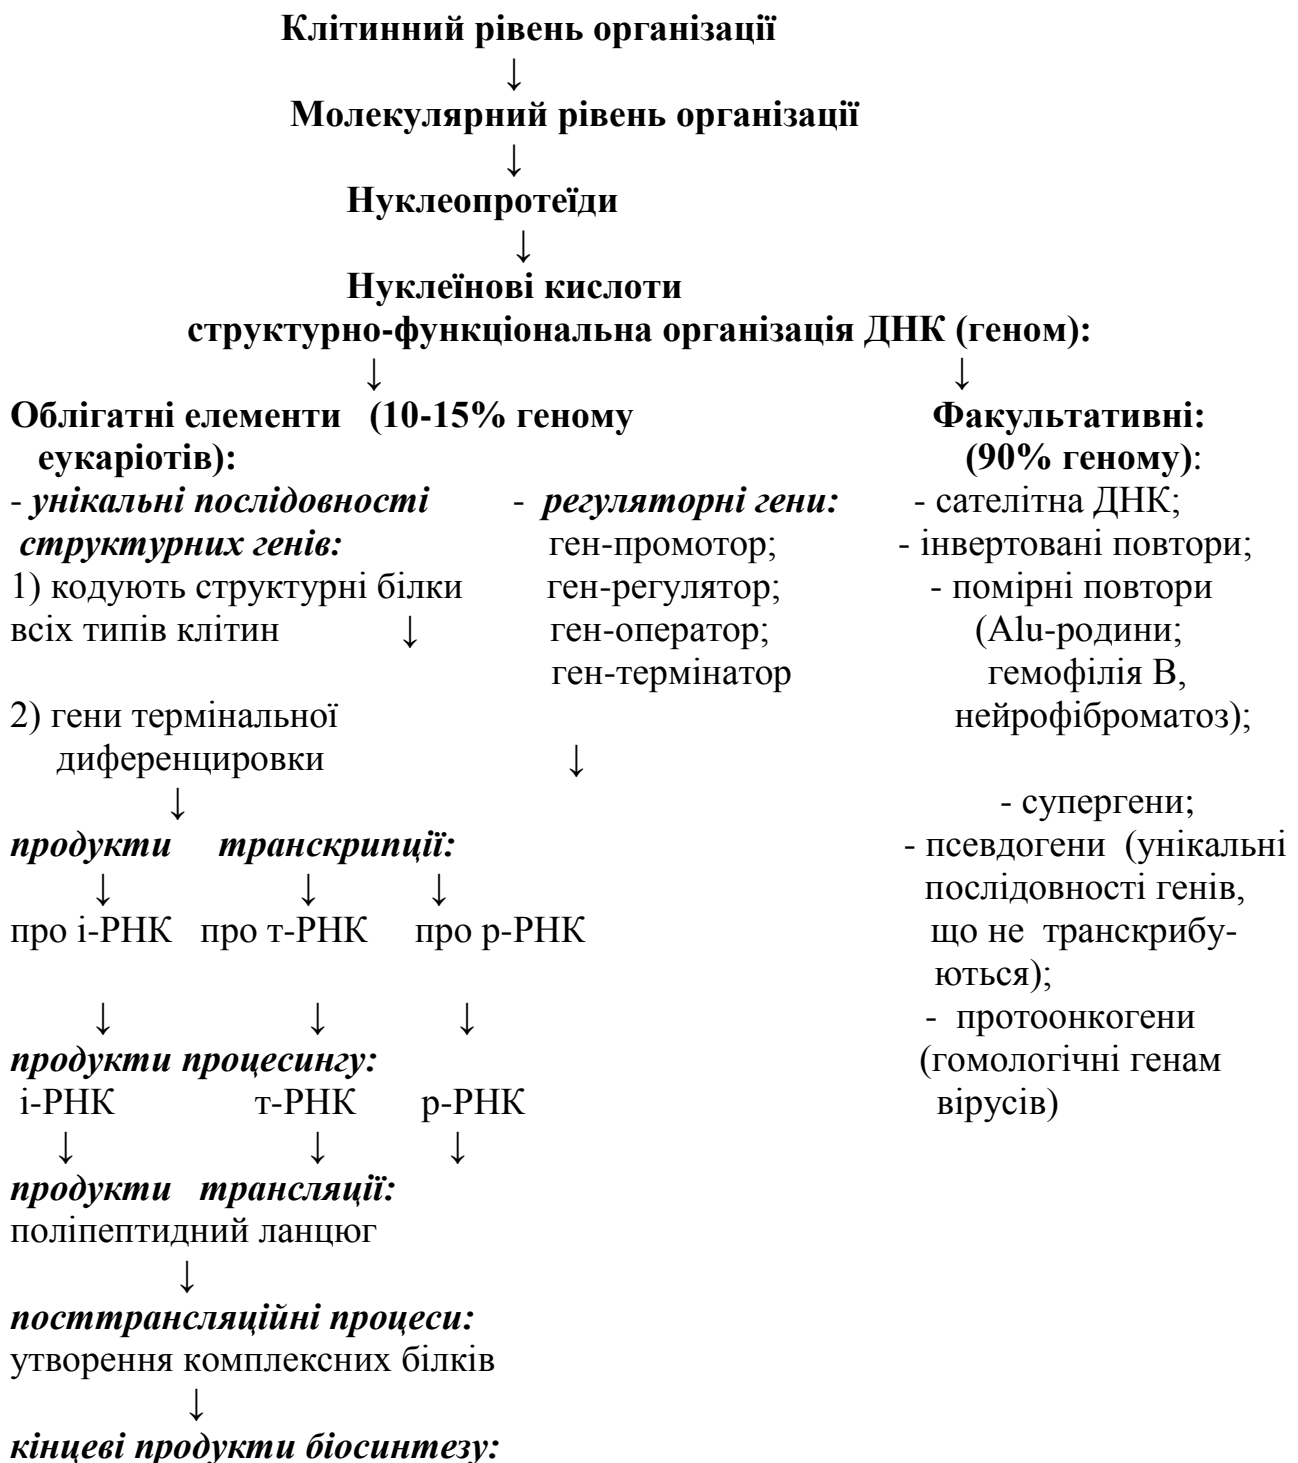 Клітинний рівень організації
↓
Молекулярний рівень організації
↓
Нуклеопротеїди
↓
Нуклеїнові кислоти
структурно-функціональна організація ДНК (геном):
↓ ↓
Облігатні елементи (10-15% геному Факультативні:
еукаріотів): (90% геному):
- унікальні послідовності - регуляторні гени: - сателітна ДНК;
структурних генів: ген-промотор; - інвертовані повтори;
1) кодують структурні білки ген-регулятор; - помірні повтори
всіх типів клітин ↓ ген-оператор; (Alu-родини;
ген-термінатор гемофілія В,
2) гени термінальної нейрофіброматоз);
диференцировки ↓
↓ - супергени;
продукти транскрипції: - псевдогени (унікальні
↓ ↓ ↓ послідовності генів,
про і-РНК про т-РНК про р-РНК що не транскрибу-
ються);
↓ ↓ ↓ - протоонкогени
продукти процесингу: (гомологічні генам
і-РНК т-РНК р-РНК вірусів)
↓ ↓ ↓
продукти трансляції:
поліпептидний ланцюг
↓
посттрансляційні процеси:
утворення комплексних білків
↓
кінцеві продукти біосинтезу: